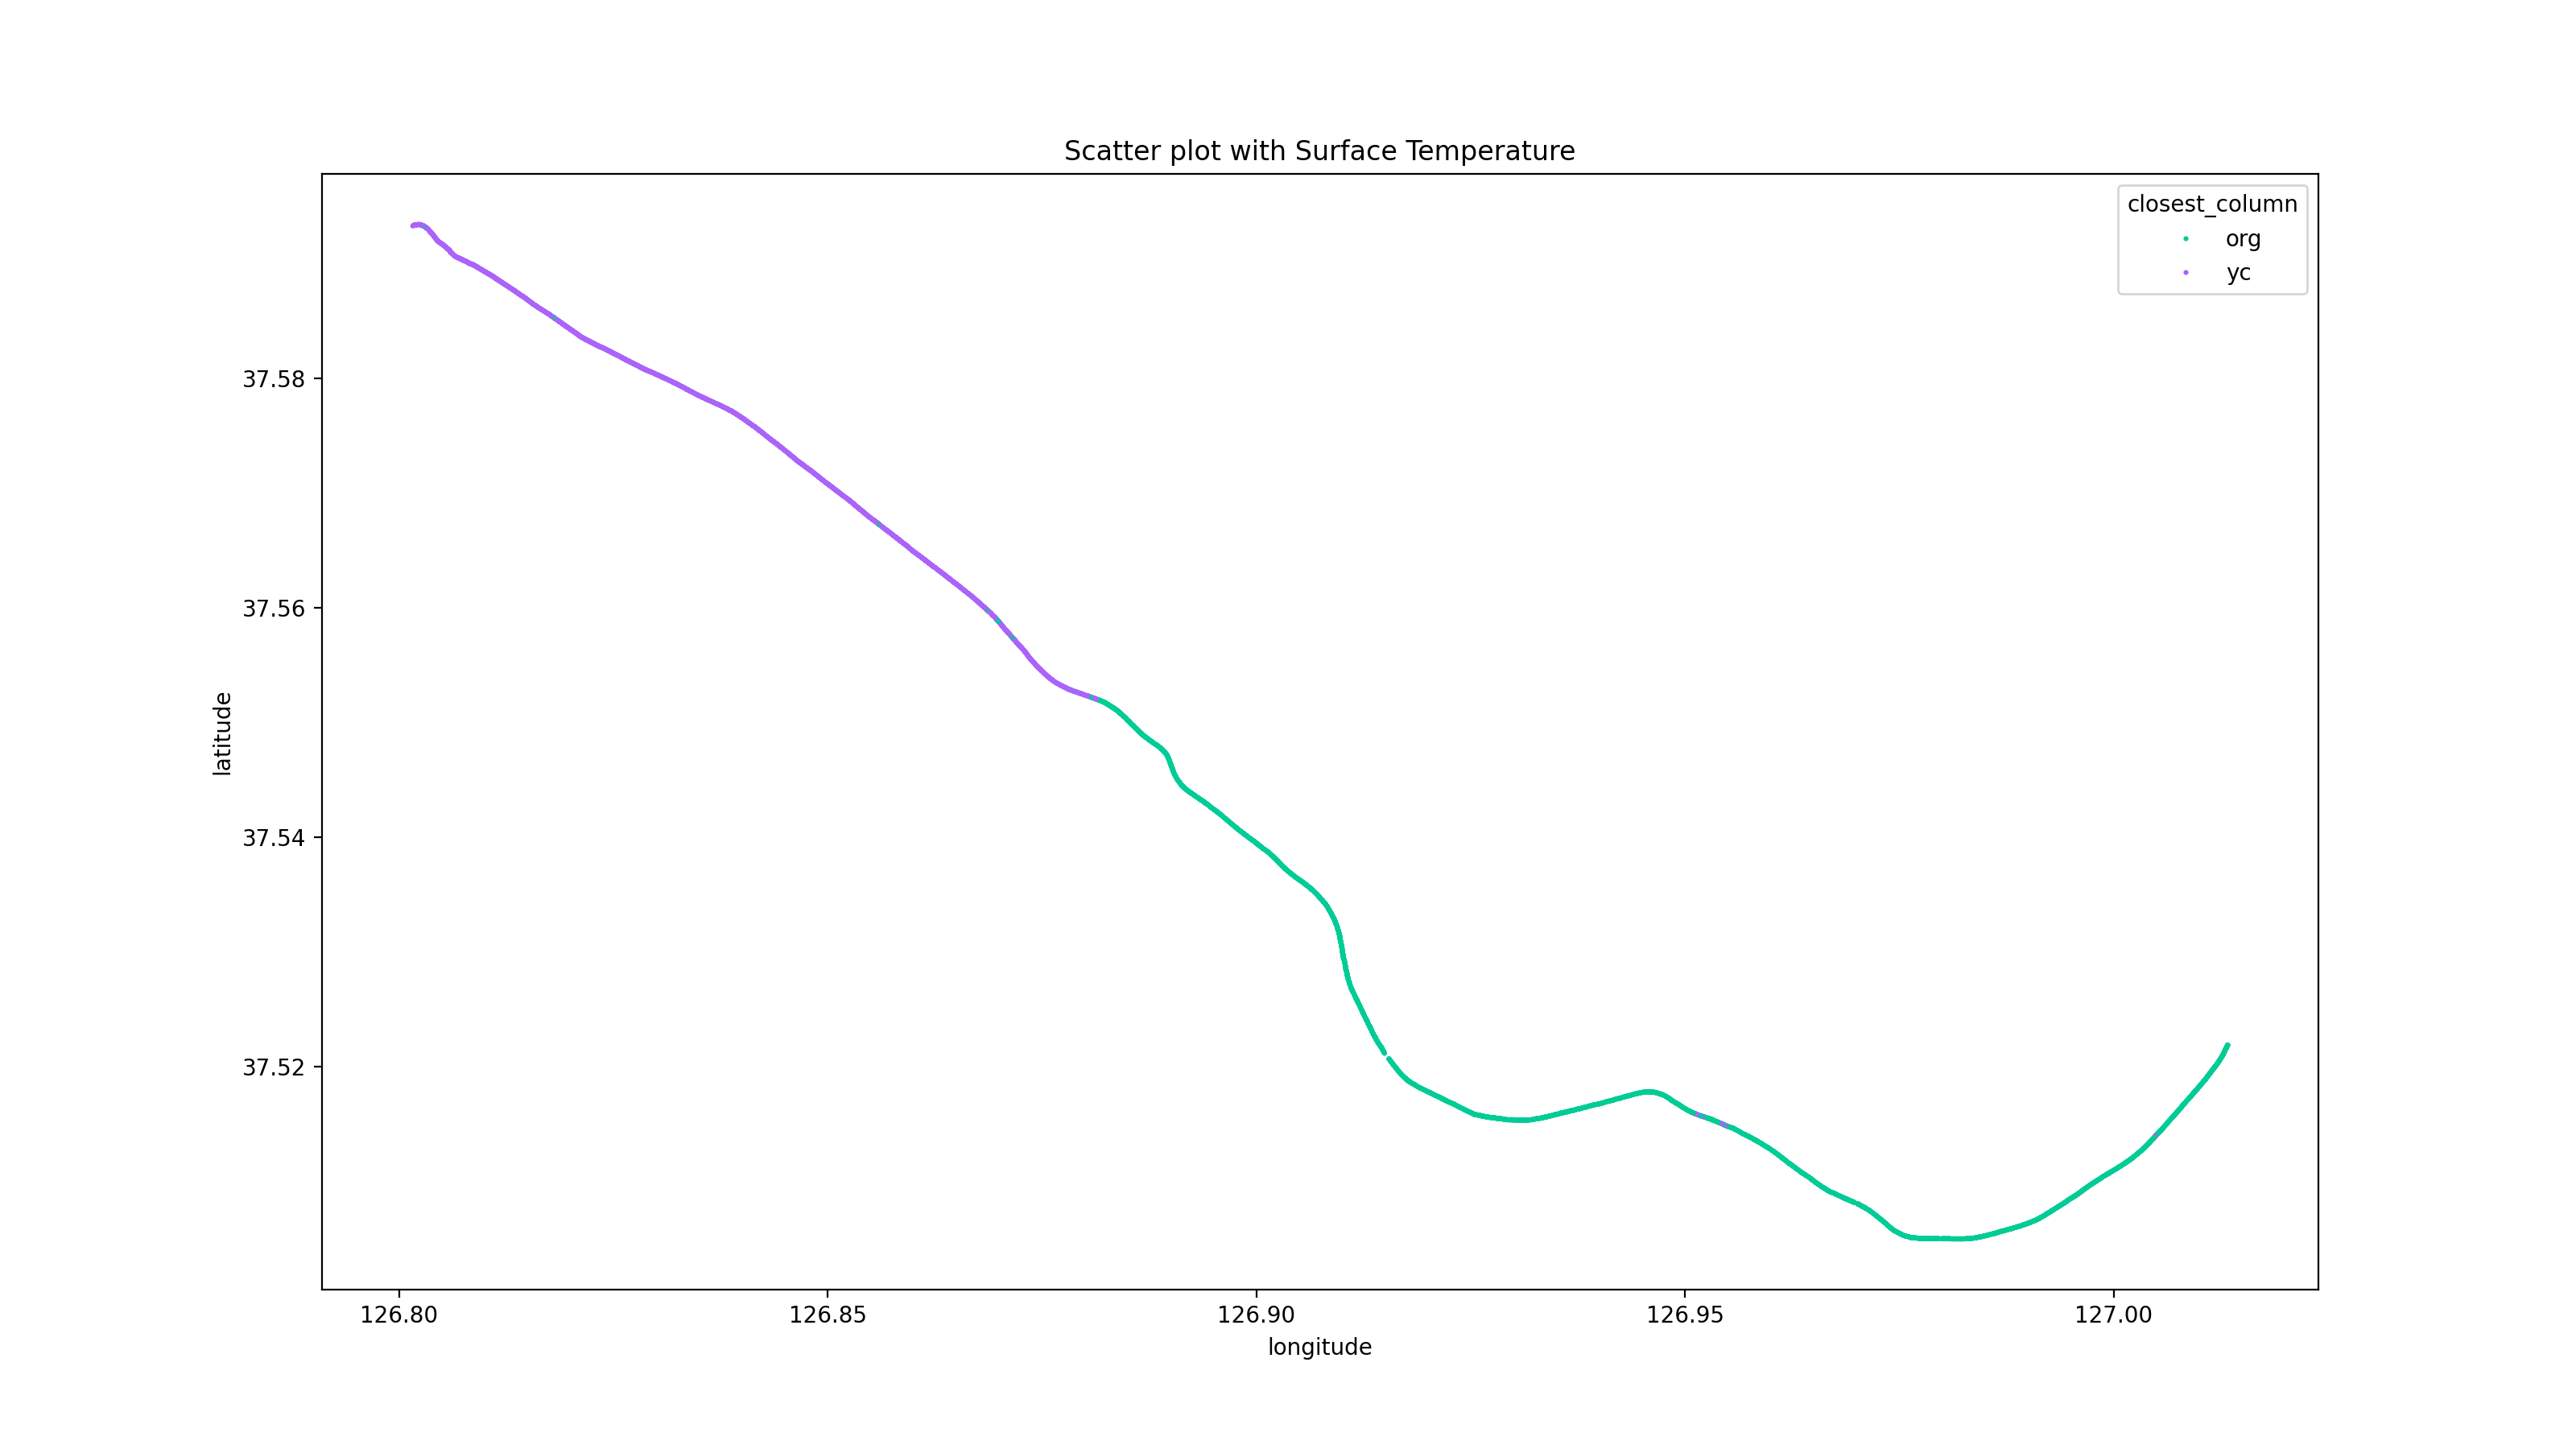 Scatter plot with Surface Temperature
closest_column
org
yc
37.58
37.56
37.54
37.52
latitude
126.80
126.85
126.90
126.95
127.00
longitude